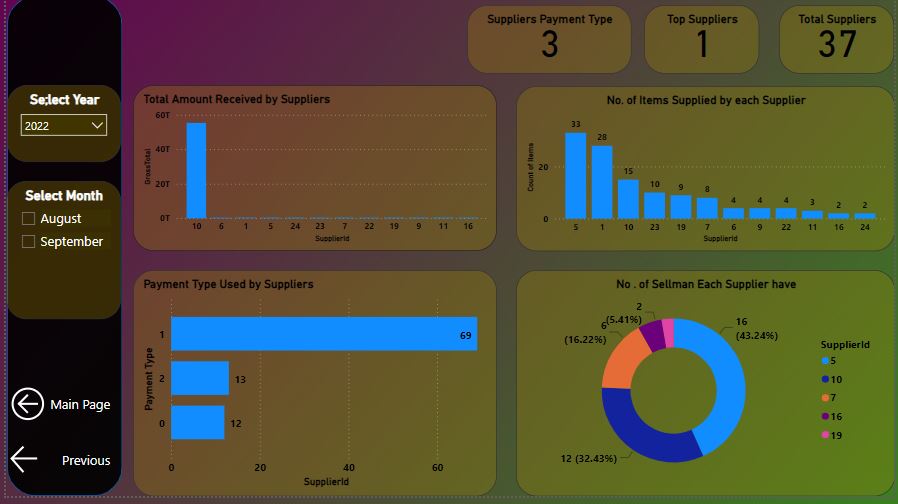 Suppliers Payment Type
3
Top Suppliers
1
Total Suppliers
37
Se;lect Year
2022
Select Month
August
September
Main Page
Previous
Total Amount Received by Suppliers
GrossTotal
60T
40T
20T
0T
10 6 1 5 24 23 7 22 19 9 11 16
SupplierId
No. of Items Supplied by each Supplier
Count of Items
20
0
33 28 15 10 9 8 4 4 4 3 2 2
5 1 10 23 19 7 6 9 22 11 16 24
SupplierId
Payment Type Used by Suppliers
Payment Type
1 69
2 13
0 12
0 20 40 60
SupplierId
No . of Sellman Each Supplier have
2
(5.41%)
6
(16.22%)
16
(43.24%)
12 (32.43%)
SupplierId
5
10
7
16
19